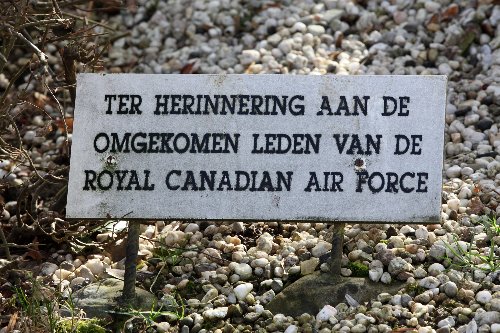 TER HERINNERING AAN DE
OMGEKOMEN LEDEN VAN DE
ROYAL CANADIAN AIR FORCE